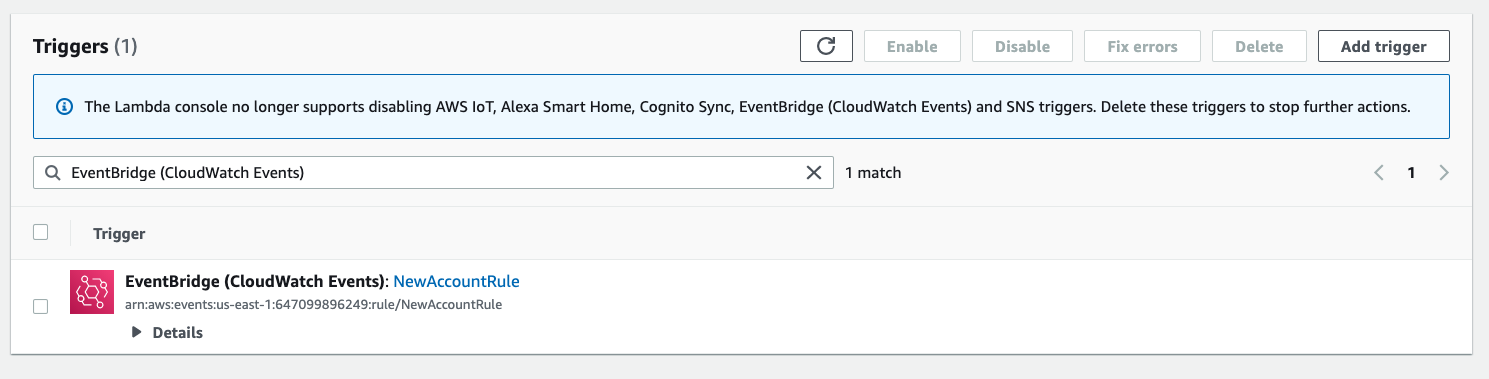 Triggers (1)
Enable
Disable
Fix errors
Delete
Add trigger
The Lambda console no longer supports disabling AWS IoT, Alexa Smart Home, Cognito Sync, EventBridge (CloudWatch Events) and SNS triggers. Delete these triggers to stop further actions.
EventBridge (CloudWatch Events)
1 match
1
Trigger
EventBridge (CloudWatch Events): NewAccountRule
arn:aws:events:us-east-1:647099896249:rule/NewAccountRule
Details